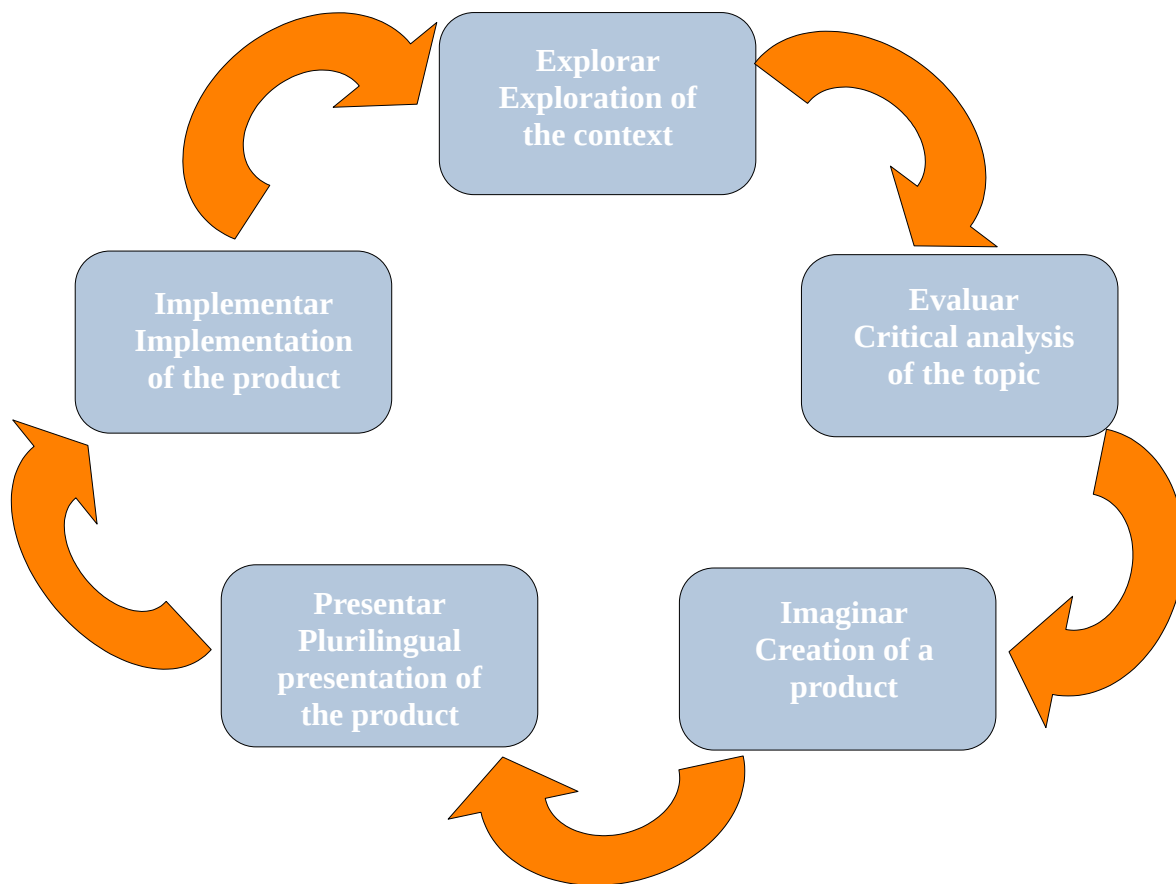 Explorar
Exploration of
the context
Evaluar
Critical analysis
of the topic
Imaginar
Creation of a
product
Presentar
Plurilingual
presentation of
the product
Implementar
Implementation
of the product